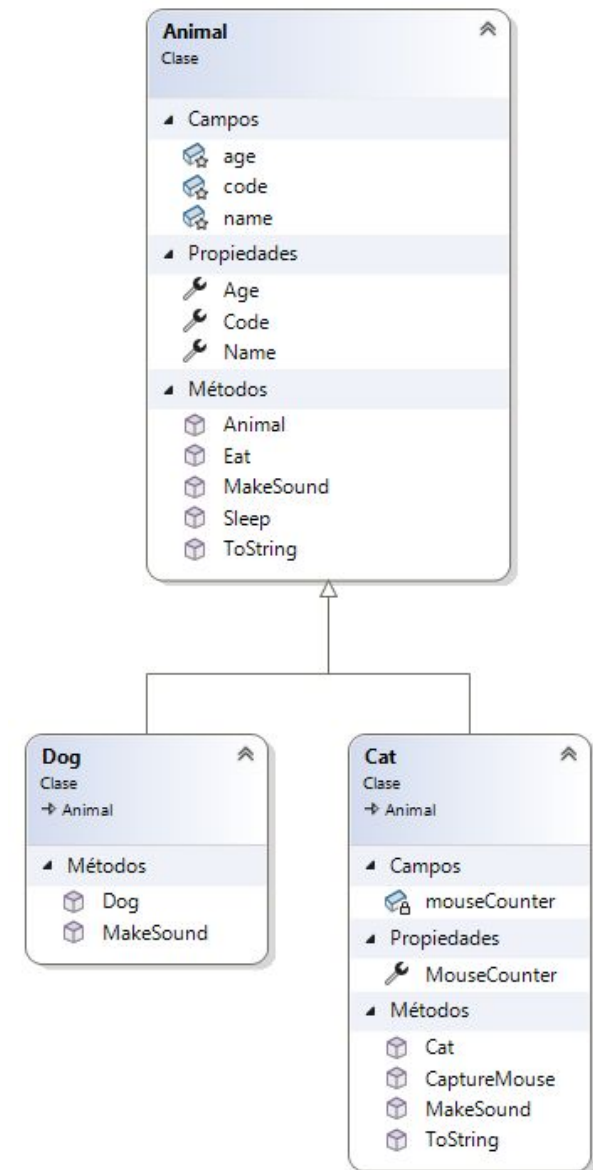 Animal
Clase
Campos
age
code
name
Propiedades
Age
Code
Name
Métodos
Animal
Eat
MakeSound
Sleep
ToString
Dog
Clase
Animal
Métodos
Dog
MakeSound
Cat
Clase
Animal
Campos
mouseCounter
Propiedades
MouseCounter
Métodos
Cat
CaptureMouse
MakeSound
ToString